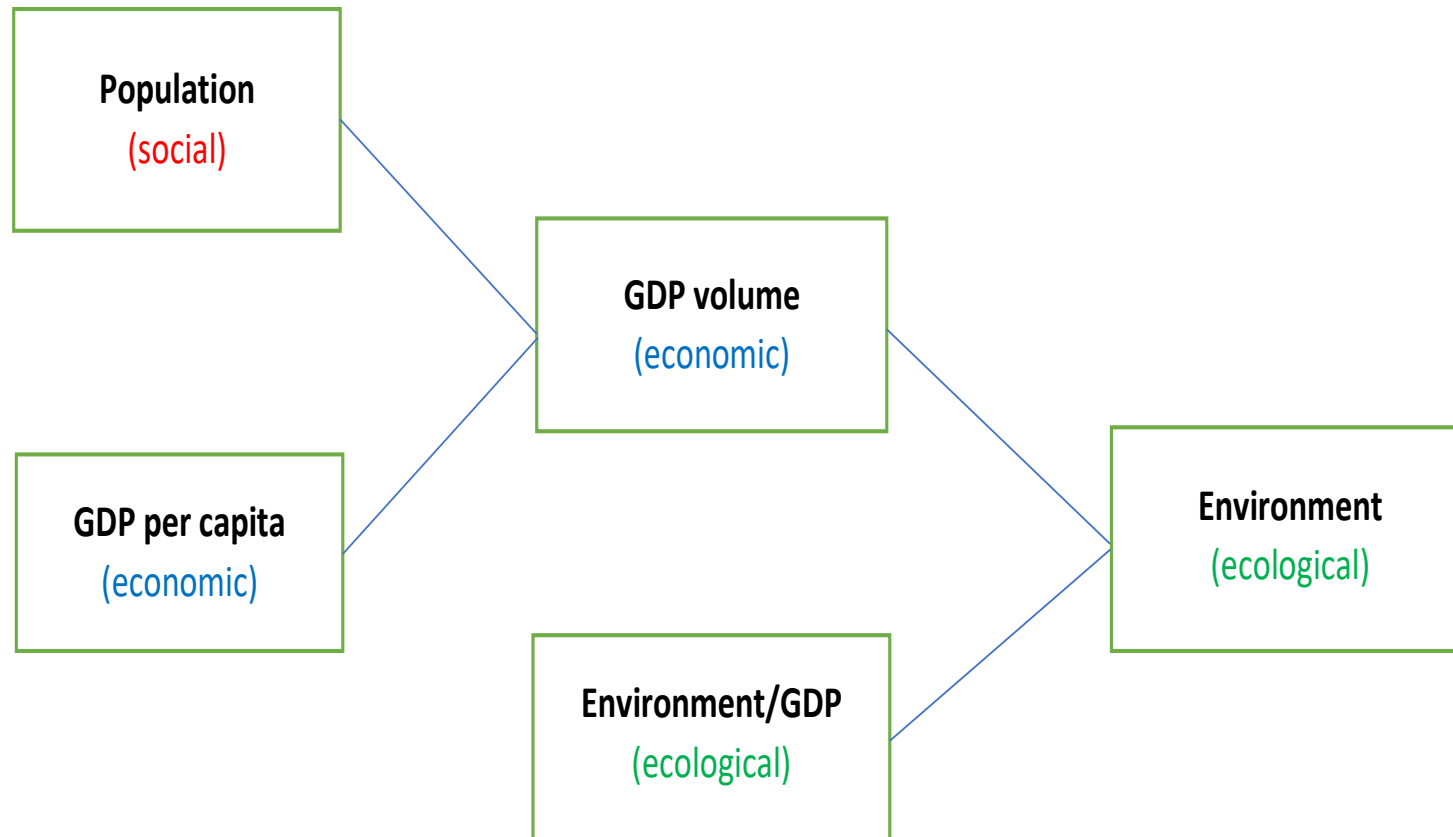 Population
(social)
GDP volume
(economic)
GDP per capita
(economic)
Environment
(ecological)
Environment/GDP
(ecological)